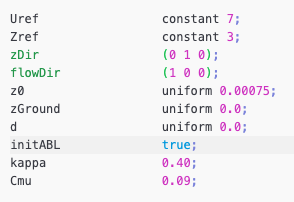 Uref constant 7;
Zref constant 3;
zDir (0 1 0);
flowDir (1 0 0);
z0 uniform 0.00075;
zGround uniform 0.0;
d uniform 0.0;
initABL true;
kappa 0.40;
Cmu 0.09;